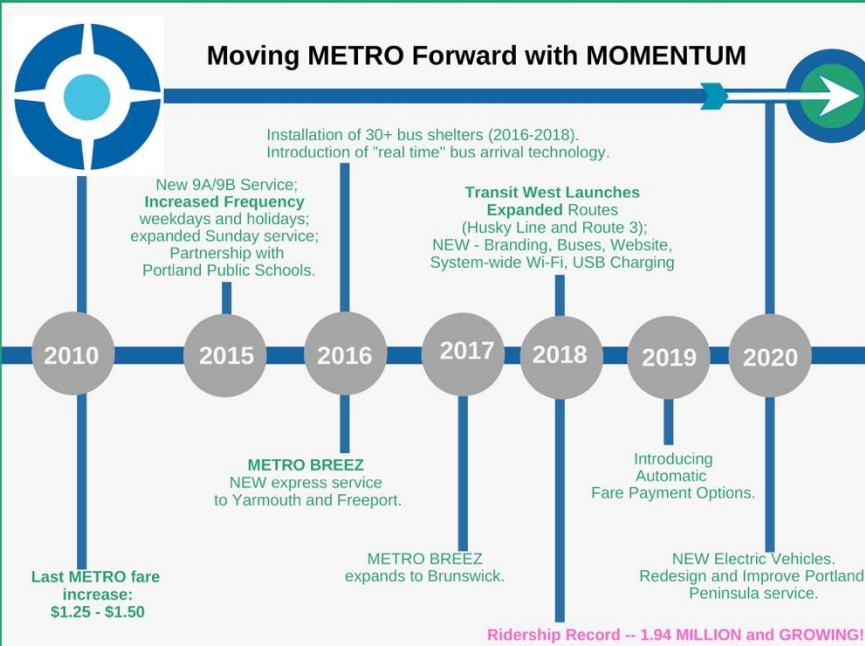 Moving METRO Forward with MOMENTUM
Installation of 30+ bus shelters (2016-2018).
Introduction of "real time" bus arrival technology.
New 9A/9B Service;
Increased Frequency
weekdays and holidays;
expanded Sunday service;
Partnership with
Portland Public Schools.
Transit West Launches
Expanded Routes
(Husky Line and Route 3);
NEW - Branding, Buses, Website,
System-wide Wi-Fi, USB Charging
2010
2015
2016
2017
2018
2019
2020
METRO BREEZ
NEW express service
to Yarmouth and Freeport.
Introducing
Automatic
Fare Payment Options.
METRO BREEZ
expands to Brunswick.
NEW Electric Vehicles.
Redesign and Improve Portland
Peninsula service.
Last METRO fare
increase:
$1.25 - $1.50
Ridership Record -- 1.94 MILLION and GROWING!